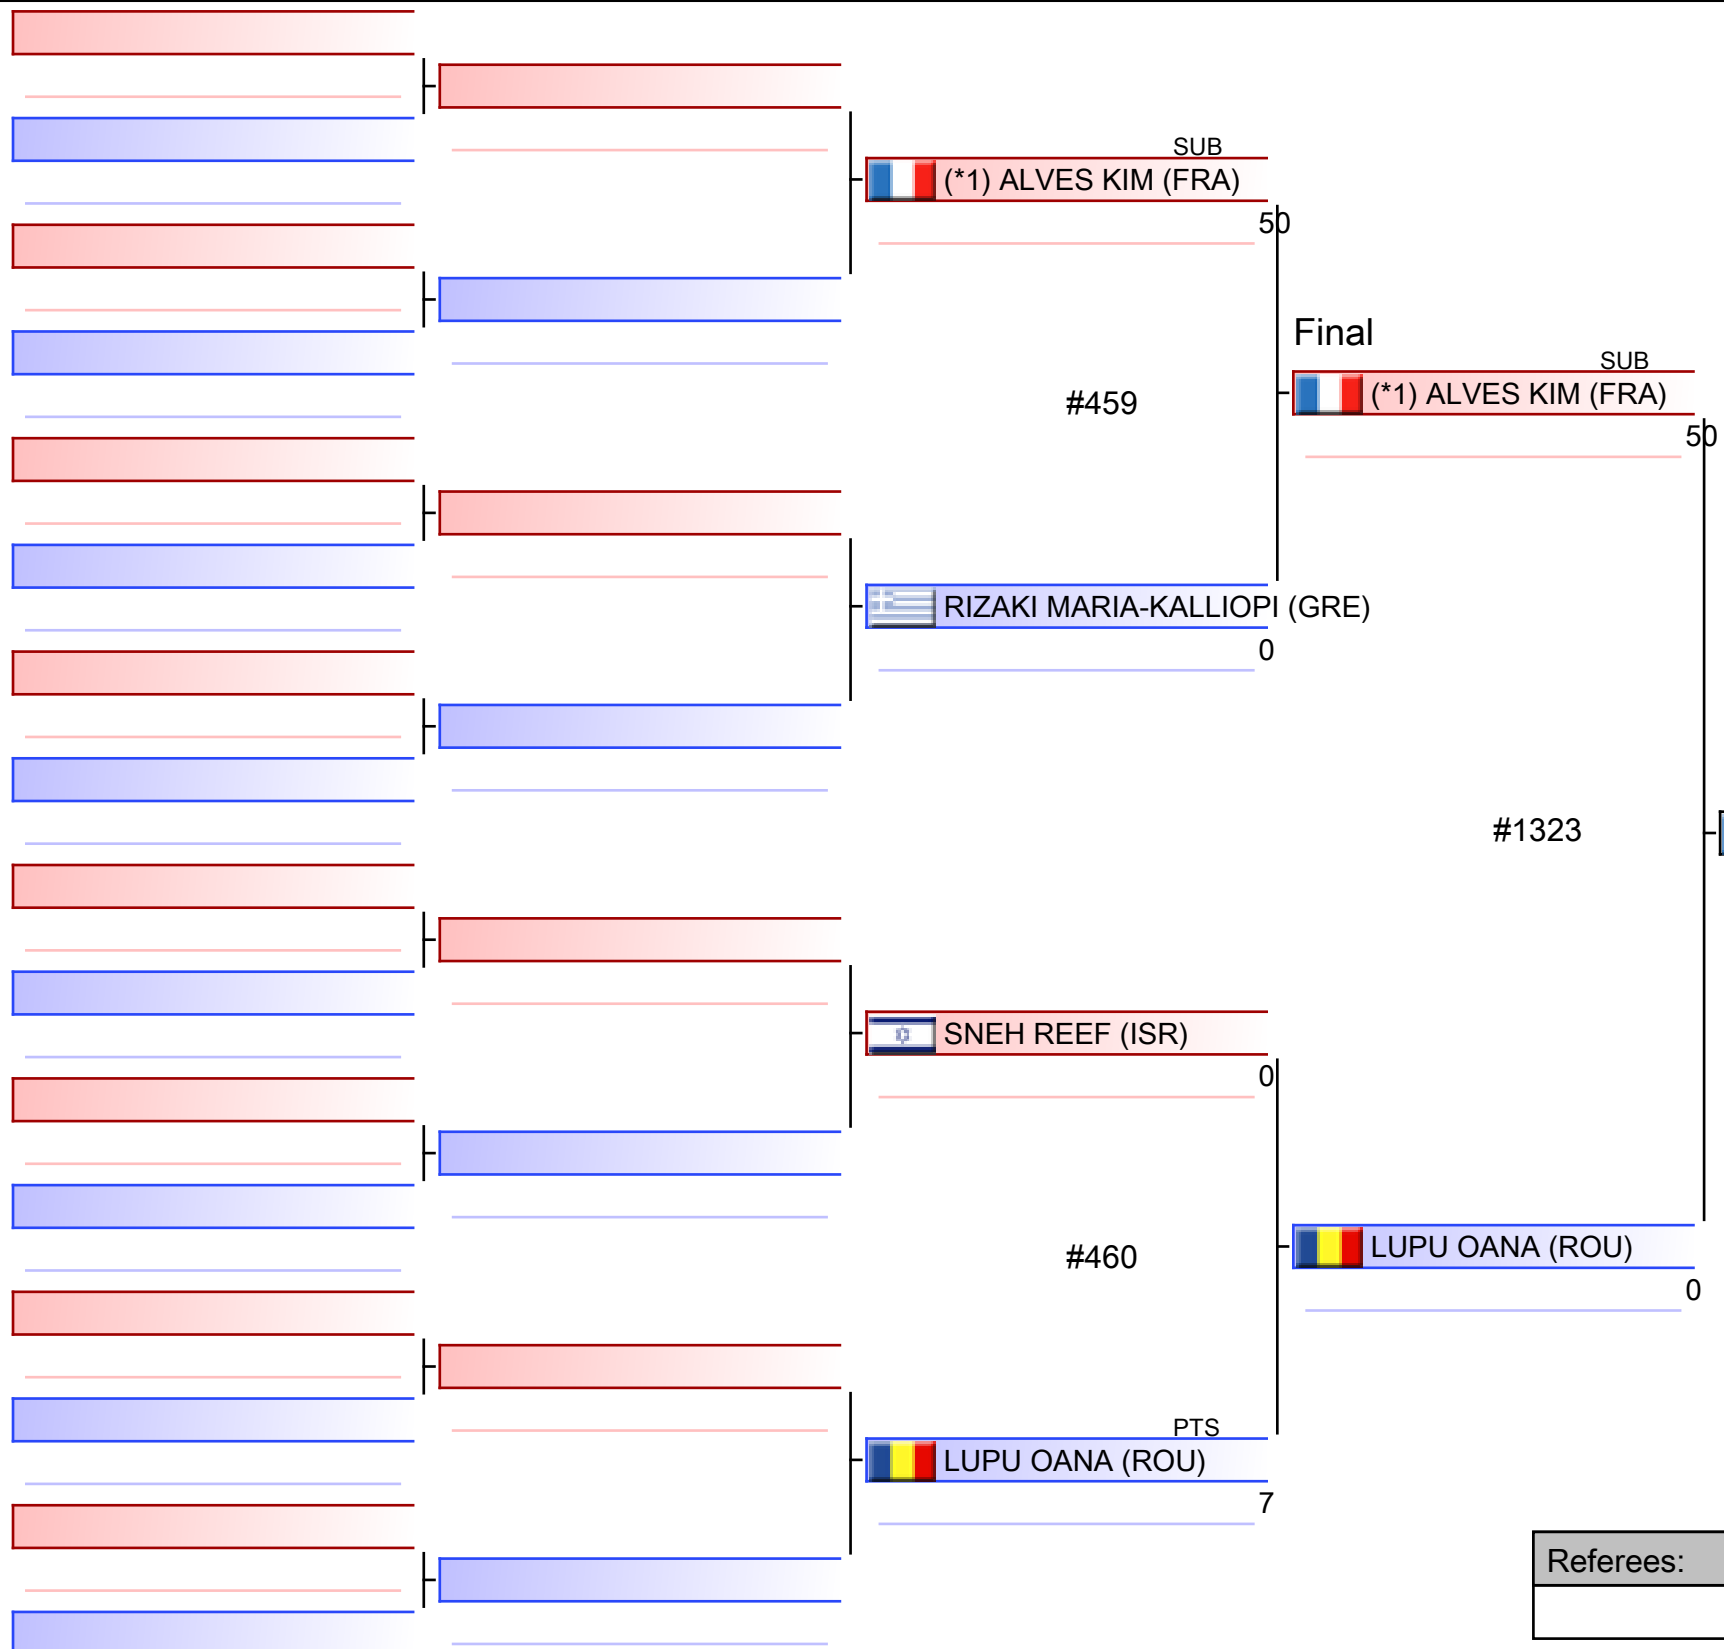 SUB
(*1) ALVES KIM (FRA)
50
Final
SUB
#459
(*1) ALVES KIM (FRA)
50
RIZAKI MARIA-KALLIOPI (GRE)
0
#1323
SNEH REEF (ISR)
0
#460
LUPU OANA (ROU)
0
PTS
LUPU OANA (ROU)
7
Referees: